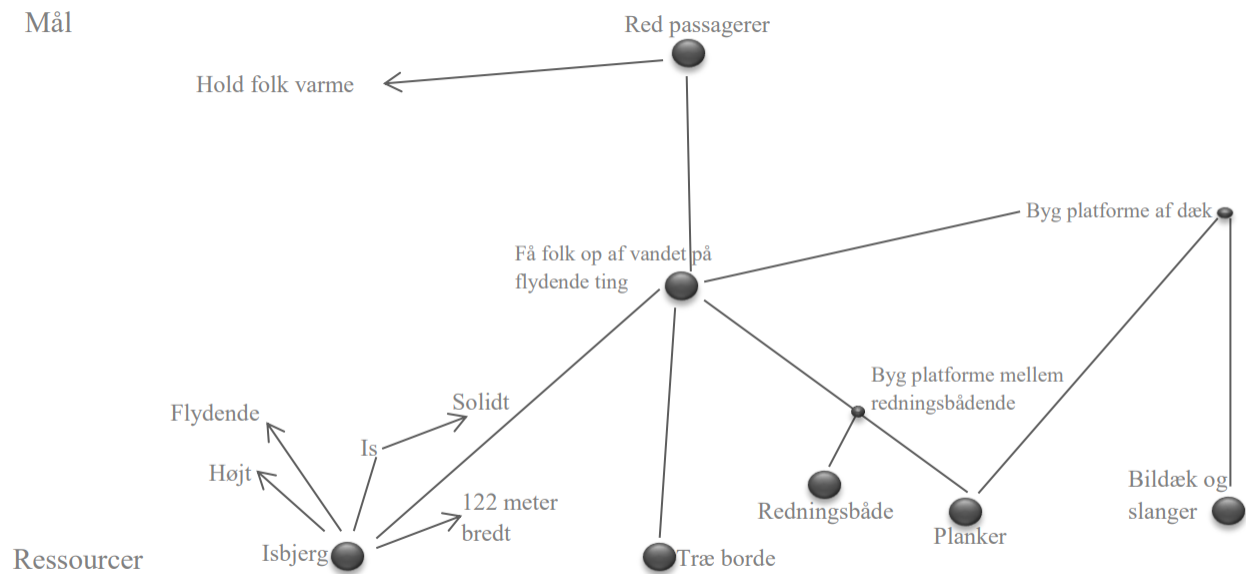 Mål
Red passagerer
Hold folk varme
Byg platforme af dæk
Få folk op af vandet på
flydende ting
Byg platforme mellem
redningsbådende
Solidt
Flydende
Is
Højt
122 meter
bredt
Bildæk og
slanger
Redningsbåde
Planker
Isbjerg
Træ borde
Ressourcer